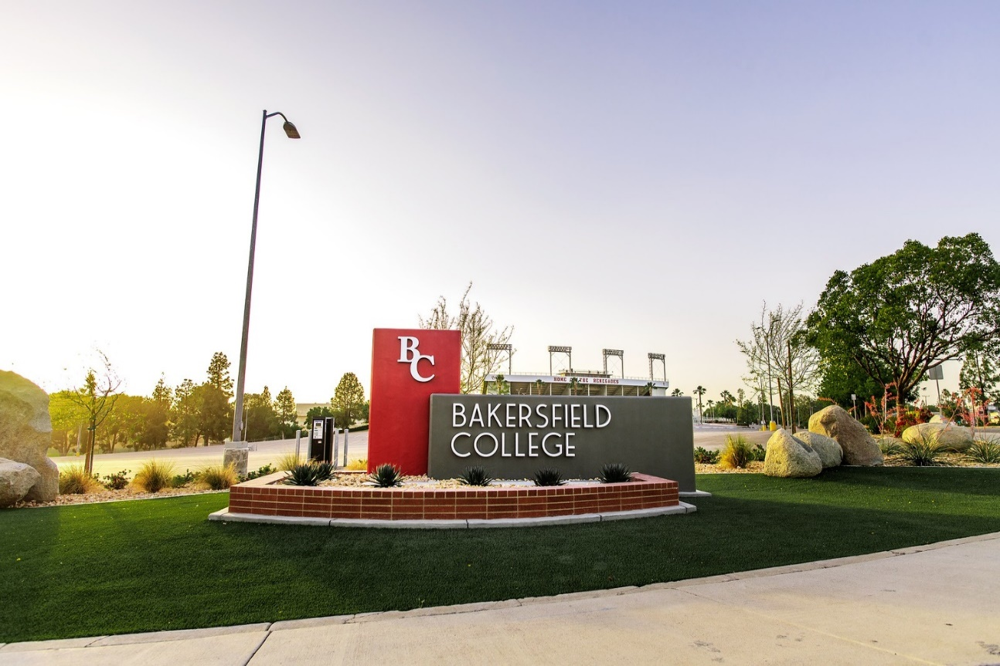 BC
HOME OF THE RENEGADES
BAKERSFIELD
COLLEGE